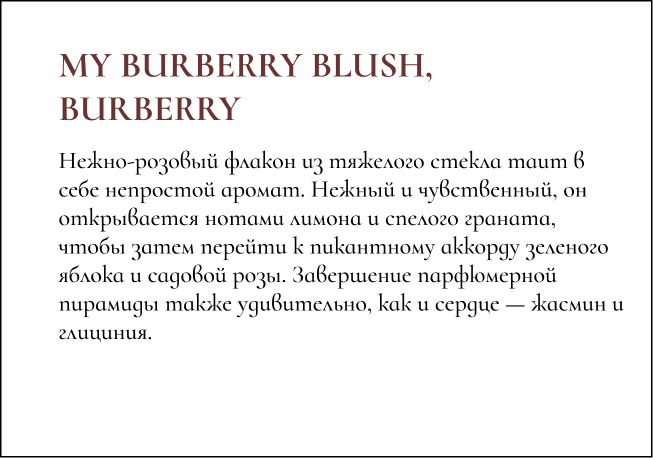 MY BURBERRY BLUSH,
BURBERRY
Нежно-розовый флакон из тяжелого стекла таит в
себе непростой аромат. Нежный и чувственный, он
открывается нотами лимона и спелого граната,
чтобы затем перейти к пикантному аккорду зеленого
яблока и садовой розы. Завершение парфюмерной
пирамиды также удивительно, как и сердце — жасмин и
глициния.